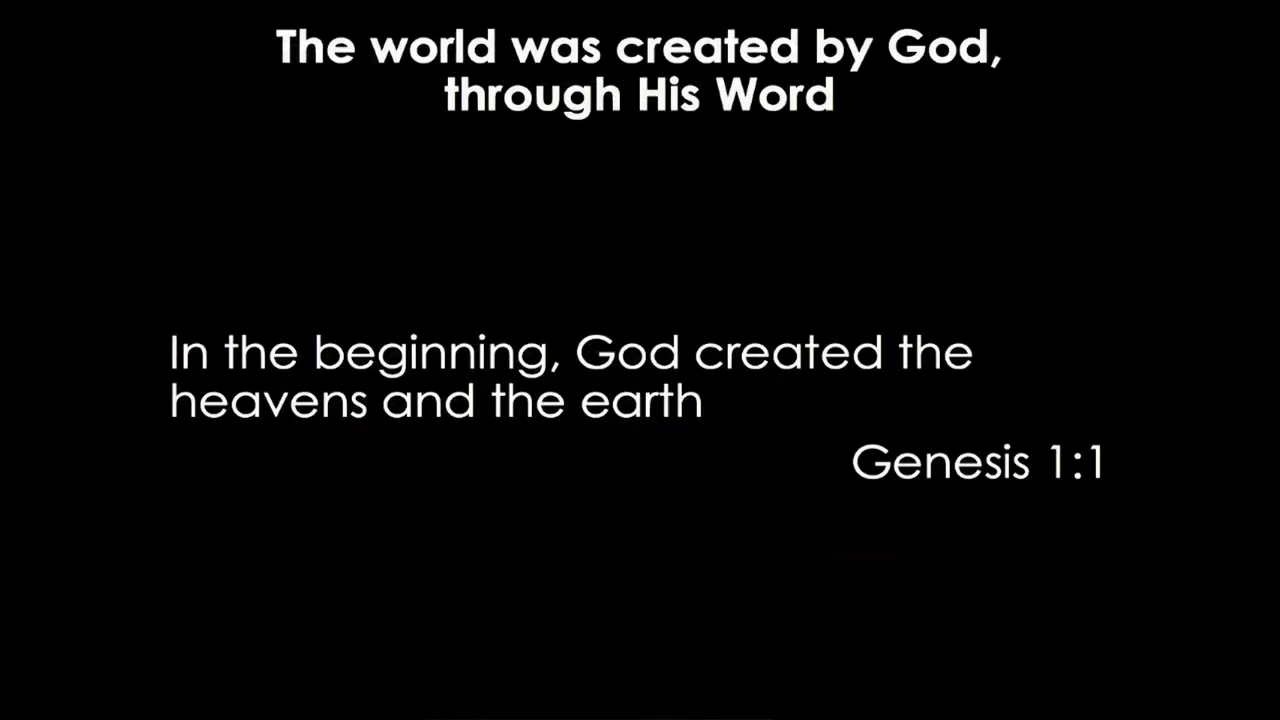 The world was created by God,
through His Word
In the beginning, God created the
heavens and the earth
Genesis 1:1